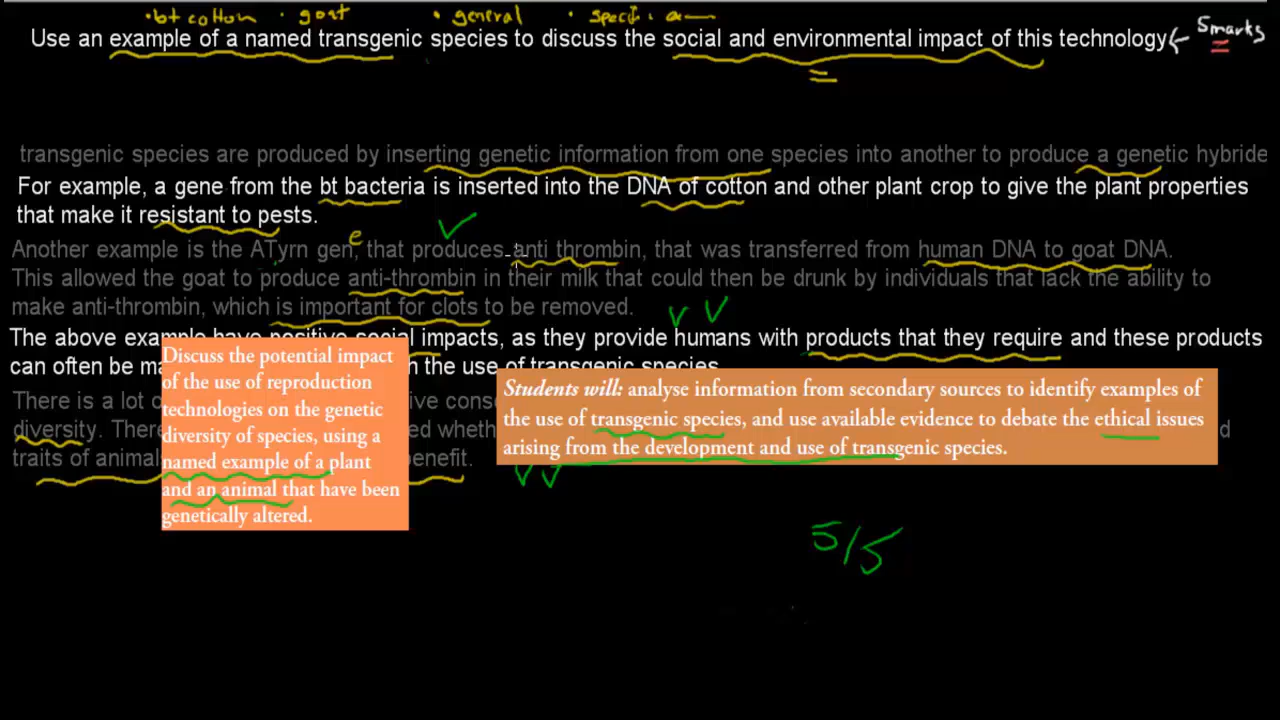 • bt cotton • goat • general • specific
Use an example of a named transgenic species to discuss the social and environmental impact of this technology
5marks
transgenic species are produced by inserting genetic information from one species into another to produce a genetic hybride
For example, a gene from the bt bacteria is inserted into the DNA of cotton and other plant crop to give the plant properties
that make it resistant to pests.
Another example is the ATyrn gene, that produces anti thrombin, that was transferred from human DNA to goat DNA.
This allowed the goat to produce anti-thrombin in their milk that could then be drunk by individuals that lack the ability to
make anti-thrombin, which is important for clots to be removed.
The above example have positive social impacts, as they provide humans with products that they require and these products
can often be the use of transgenic species.
There is a lot
diversity.
traits of benefit.
Discuss the potential impact
of the use of reproduction
technologies on the genetic
diversity of species, using a
named example of a plant
and an animal that have been
genetically altered.
Students will: analyse information from secondary sources to identify examples of
the use of transgenic species, and use available evidence to debate the ethical issues
arising from the development and use of transgenic species.
5/5